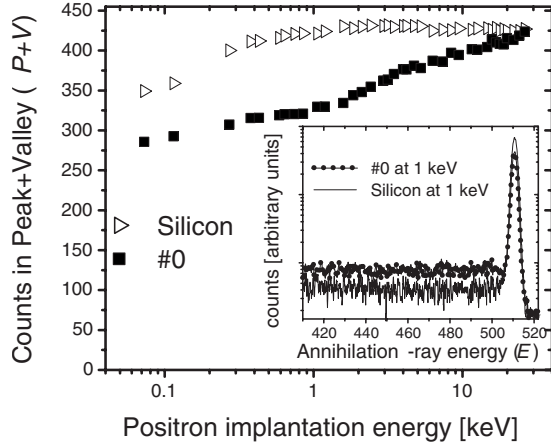 Counts in Peak+Valley ( P+V)
450
400
350
300
250
200
150
100
50
0
Silicon
#0
0.1
1
10
Positron implantation energy [keV]
counts [arbitrary units]
#0 at 1 keV
Silicon at 1 keV
420
440
460
480
500
520
Annihilation -ray energy (E)